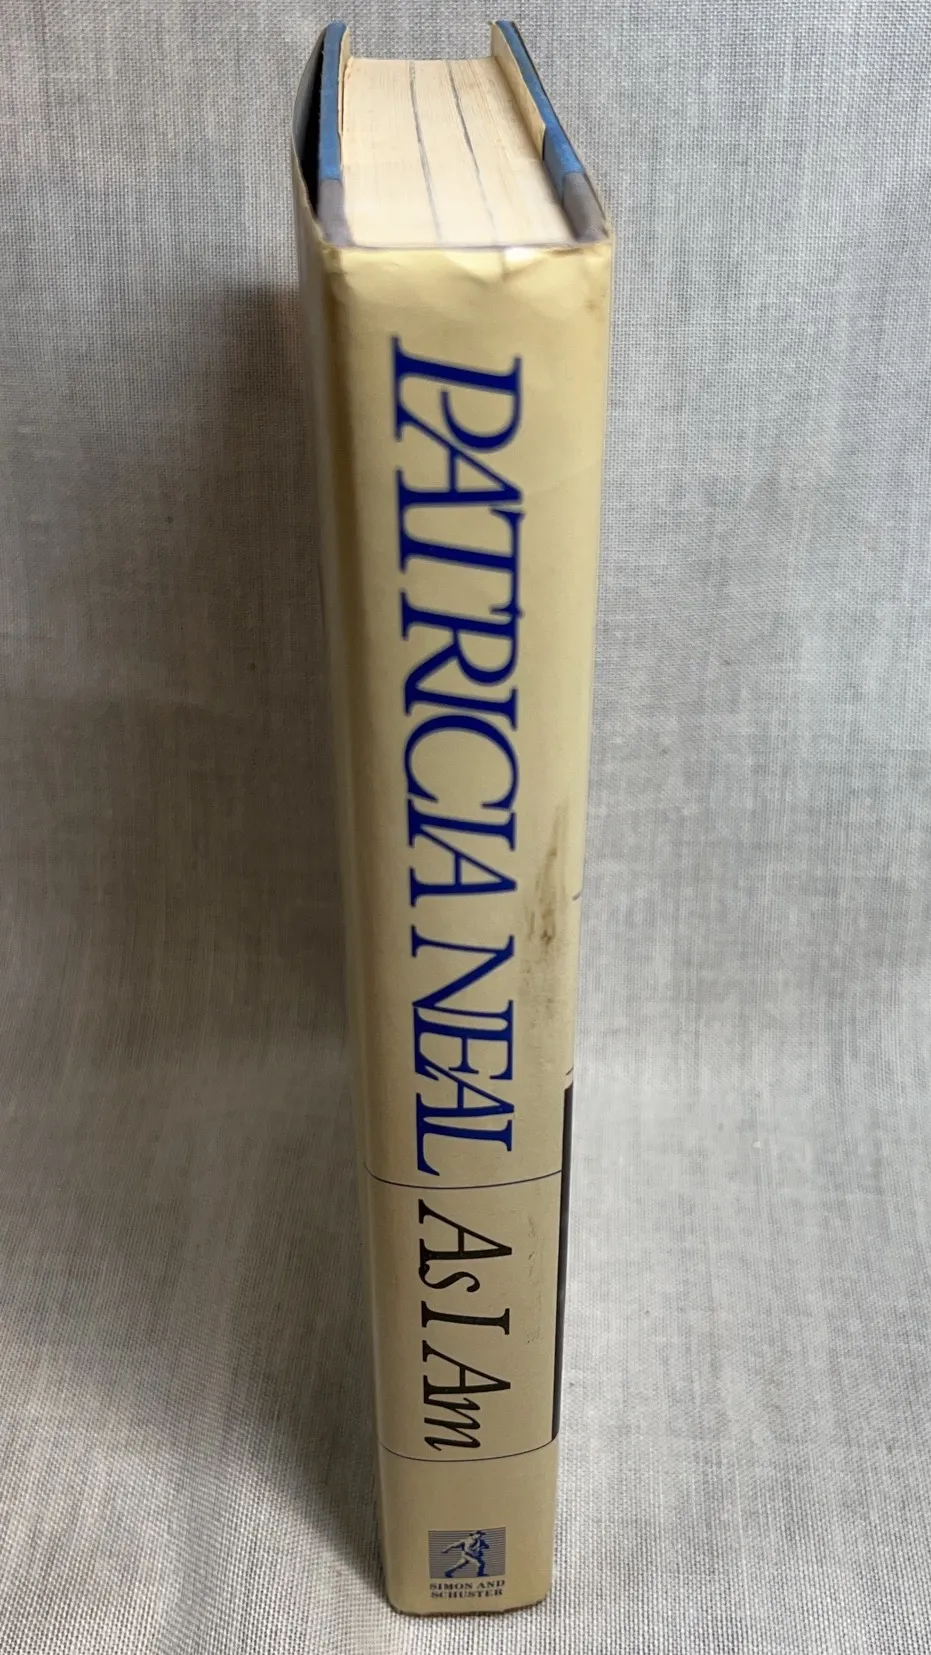 PATRICIA NEAL
As I Am
SIMON AND
SCHUSTER